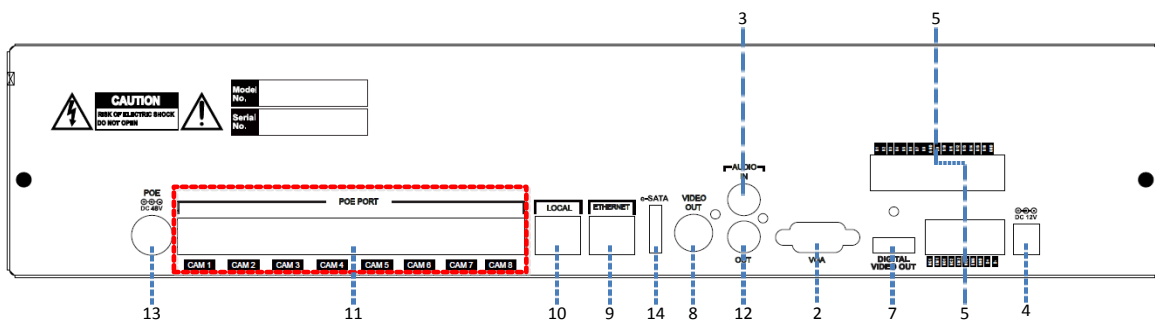 3 5
CAUTION
RISK OF ELECTRIC SHOCK
DO NOT OPEN
Model
No.
Serial
No.
AUDIO
IN
POE
DC 48V
POE PORT
LOCAL
ETHERNET
e-SATA
VIDEO
OUT
DC 12V
CAM 1 CAM 2 CAM 3 CAM 4 CAM 5 CAM 6 CAM 7 CAM 8
OUT
VGA
DIGITAL
VIDEO OUT
13 11 10 9 14 8 12 2 7 5 4